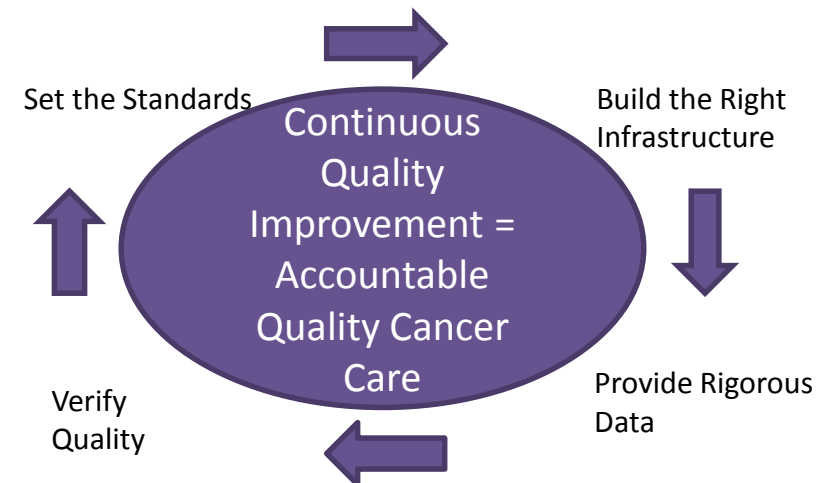 Set the Standards
Build the Right
Infrastructure
Continuous
Quality
Improvement =
Accountable
Quality Cancer
Care
Verify
Quality
Provide Rigorous
Data